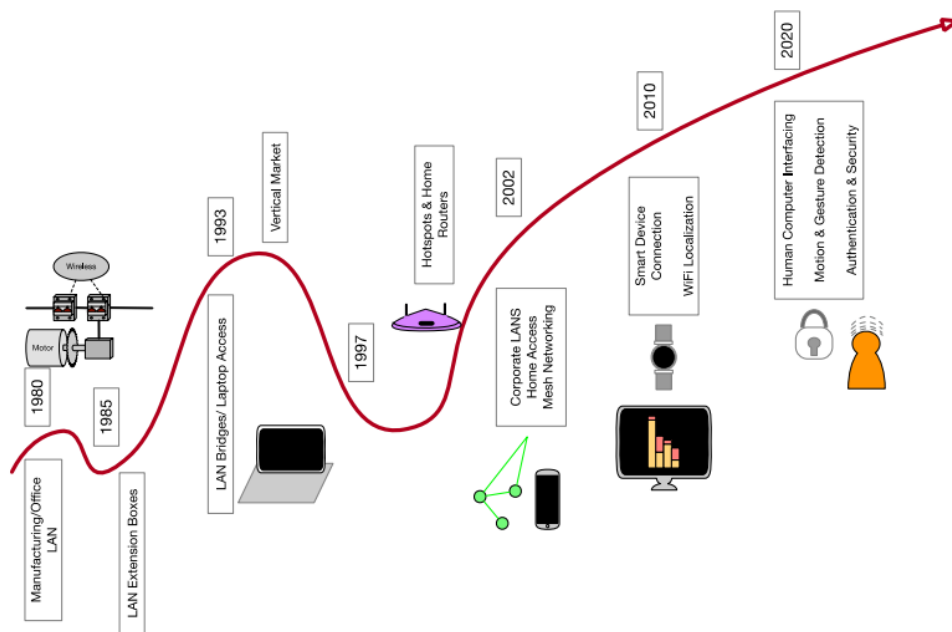 Wireless
Motor
1980
Manufacturing/Office
LAN
1985
LAN Extension Boxes
1993
LAN Bridges/ Laptop Access
Vertical Market
1997
Hotspots & Home
Routers
2002
Corporate LANS
Home Access
Mesh Networking
2010
Smart Device
Connection
WiFi Localization
2020
Human Computer Interfacing
Motion & Gesture Detection
Authentication & Security